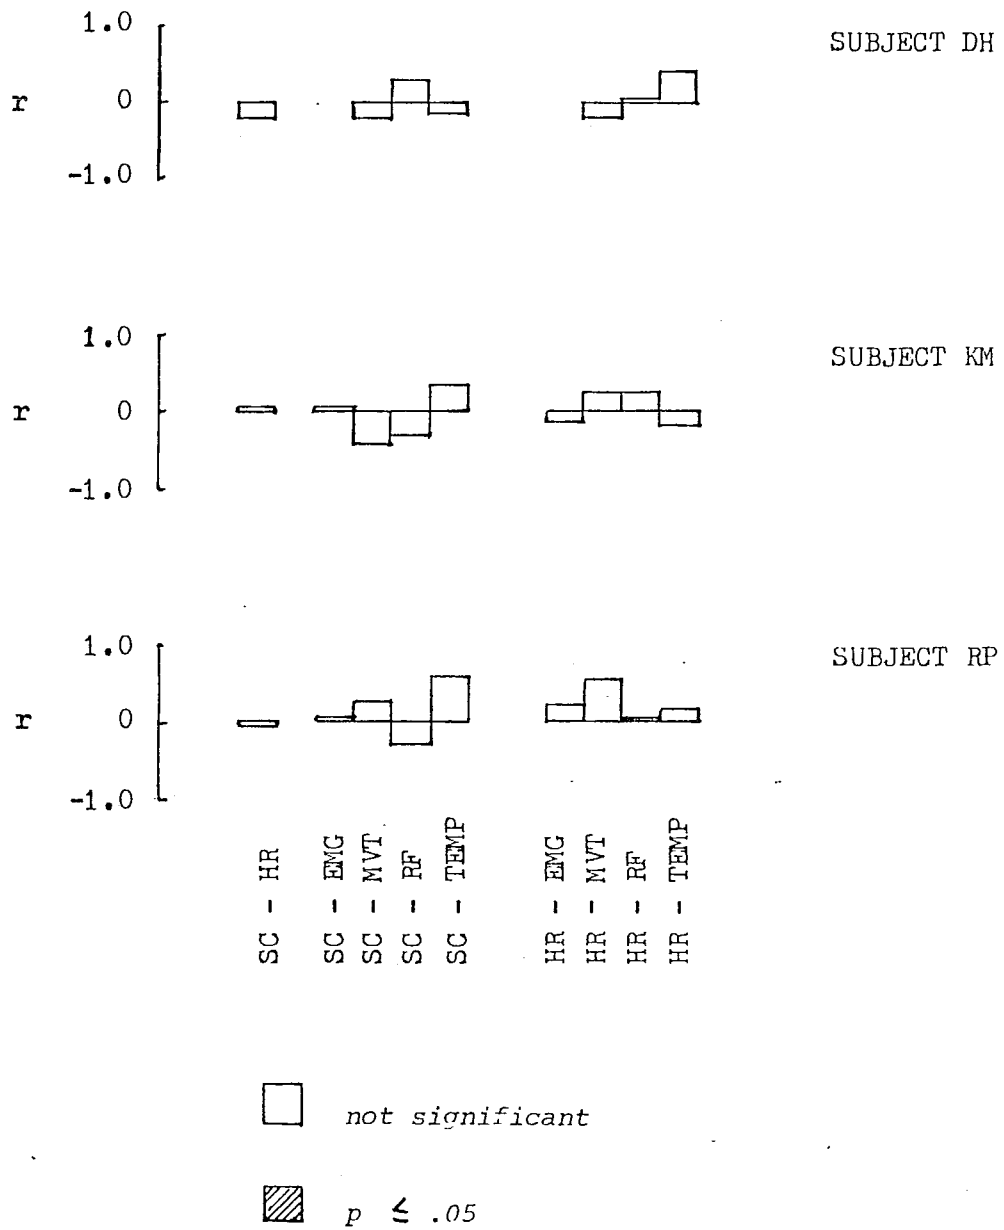 SUBJECT DH
1.0
r 0
-1.0
SUBJECT KM
1.0
r 0
-1.0
SUBJECT RP
1.0
r 0
-1.0
SC - HR
SC - EMG
SC - MVT
SC - RF
SC - TEMP
HR - EMG
HR - MVT
HR - RF
HR - TEMP
not significant
p ≤ .05